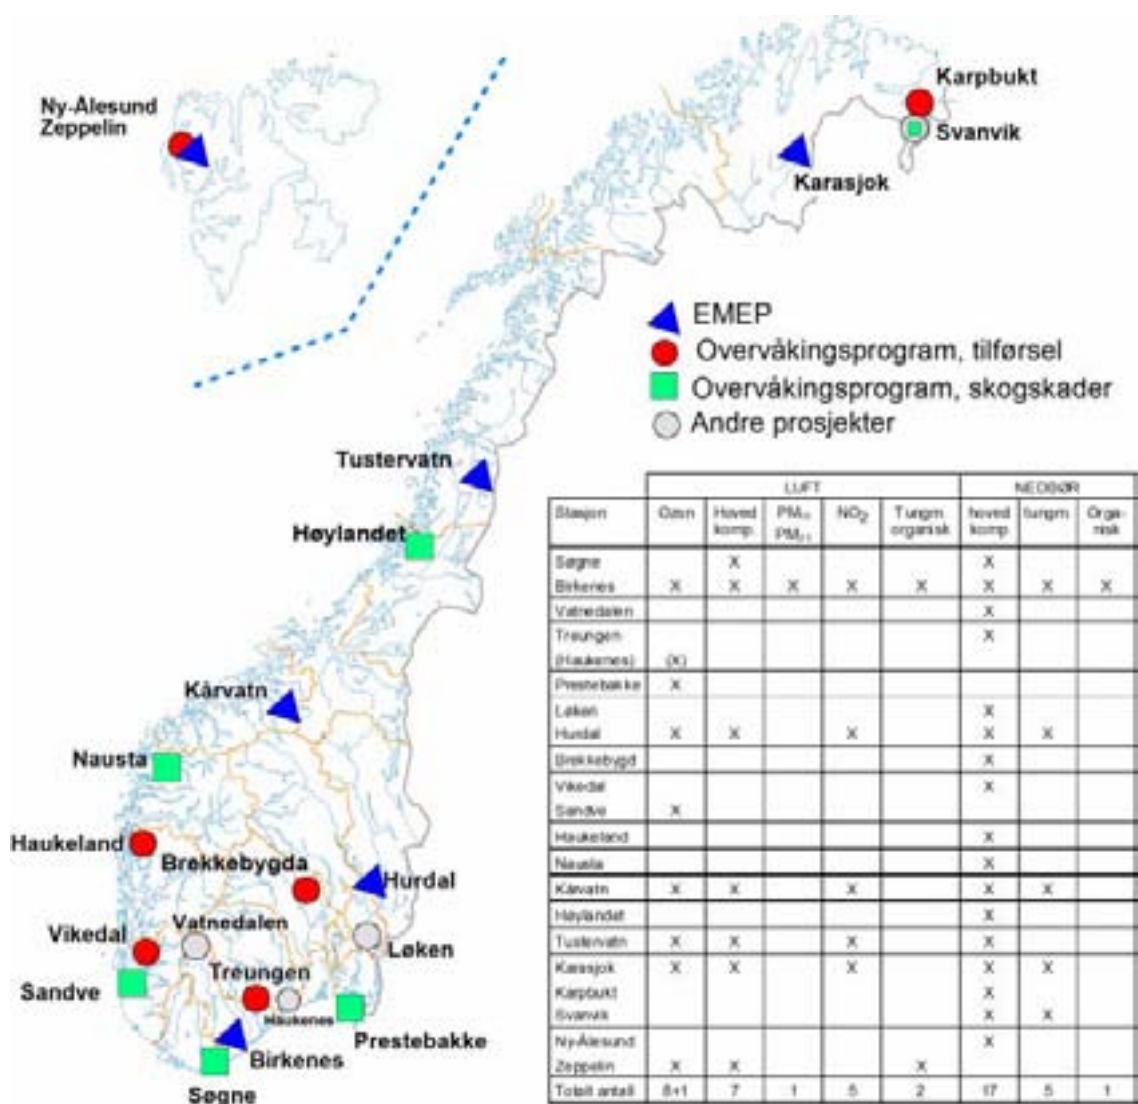 Karpbukt
Ny-Ålesund
Zeppelin
Svanvik
Karasjok
EMEP
Overvåkingsprogram, tilførsel
Overvåkingsprogram, skogskader
Andre prosjekter
Tustervatn
Høylandet
Kårvatn
Nausta
Haukeland
Brekkebygda
Hurdal
Vatnedalen
Vikedal
Løken
Treungen
Sandve
Haukenes
Prestebakke
Birkenes
Søgne
LUFT NEDBØR
Stasjon Ozon Hoved NO2 Tungm. hoved tungm. Orga-
komp. organisk komp. nisk
Søgne X X
Birkenes X X X X X X X X
Vatnedalen X
Treungen X
(Haukenes) (X)
Prestebakke X
Løken X
Hurdal X X X X X
Brekkebygd X
Vikedal X
Sandve X
Haukeland X
Nausta X
Kårvatn X X X X X
Høylandet X
Tustervatn X X X X
Karasjok X X X X X
Karpbukt X
Svanvik X X
Ny-Ålesund X
Zeppelin X X X
Totalt antall 8+1 7 1 5 2 17 5 1